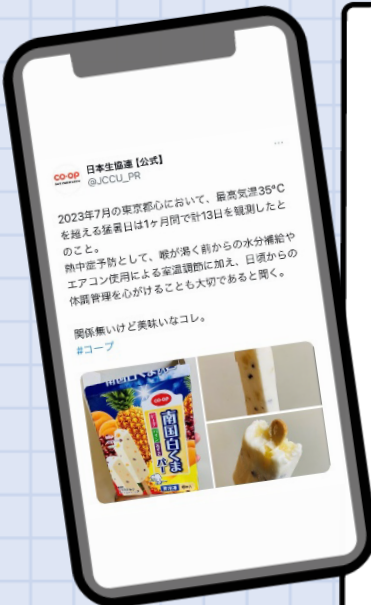 CO·OP
日本生協連【公式】
@JCCU_PR
2023年7月の東京都心において、最高気温35°C
を超える猛暑日は1ヶ月間で計13日を観測したと
のこと。
熱中症予防として、喉が渇く前からの水分補給や
エアコン使用による室温調節に加え、日頃からの
体調管理を心がけることも大切であると聞く。
関係無いけど美味いなコレ。
#コープ
CO·OP
南国白くま
バー